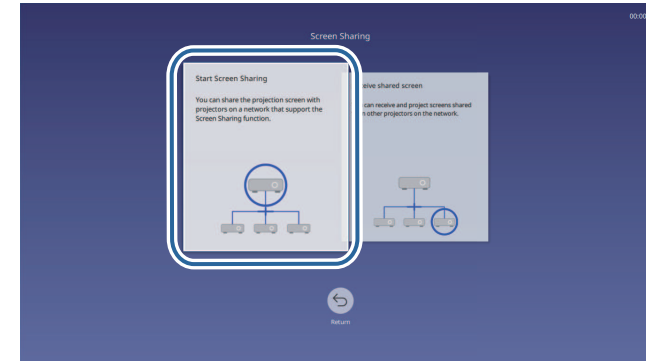 00:00
Screen Sharing
Start Screen Sharing
You can share the projection screen with
projectors on a network that support the
Screen Sharing function.
shared screen
can receive and project screens shared
other projectors on the network.
Return